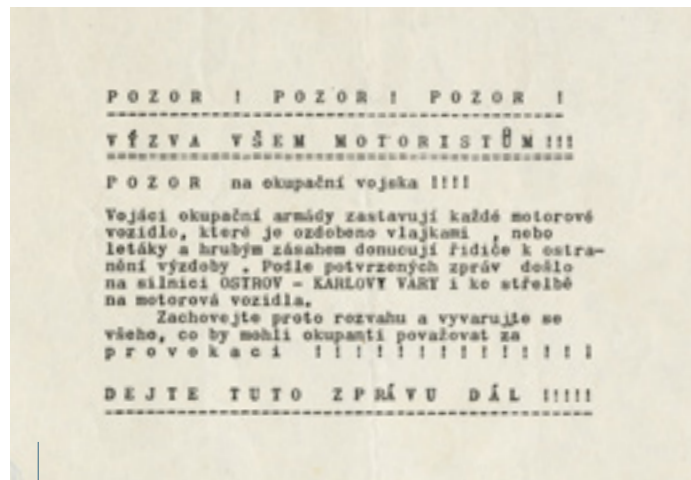 P O Z O R ! P O Z O R ! P O Z O R !
V Ý Z V A V Š E M M O T O R I S T Ů M !!!
P O Z O R na okupační vojska !!!!
Vojáci okupační armády zastavují každé motorové
vozidlo, které je ozdobeno vlajkami , nebo
letáky a hrubým zásahem donucují řidiče k ostra-
nění výzdoby . Podle potvrzených zpráv došlo
na silnici OSTROV - KARLOVY VARY i ke střelbě
na motorová vozidla.
Zachovejte proto rozvahu a vyvarujte se
všeho, co by mohli okupanti považovat za
p r o v o k a c i ! ! ! ! ! ! ! ! ! ! ! ! ! !
D E J T E T U T O Z P R Á V U D Á L !!!!!